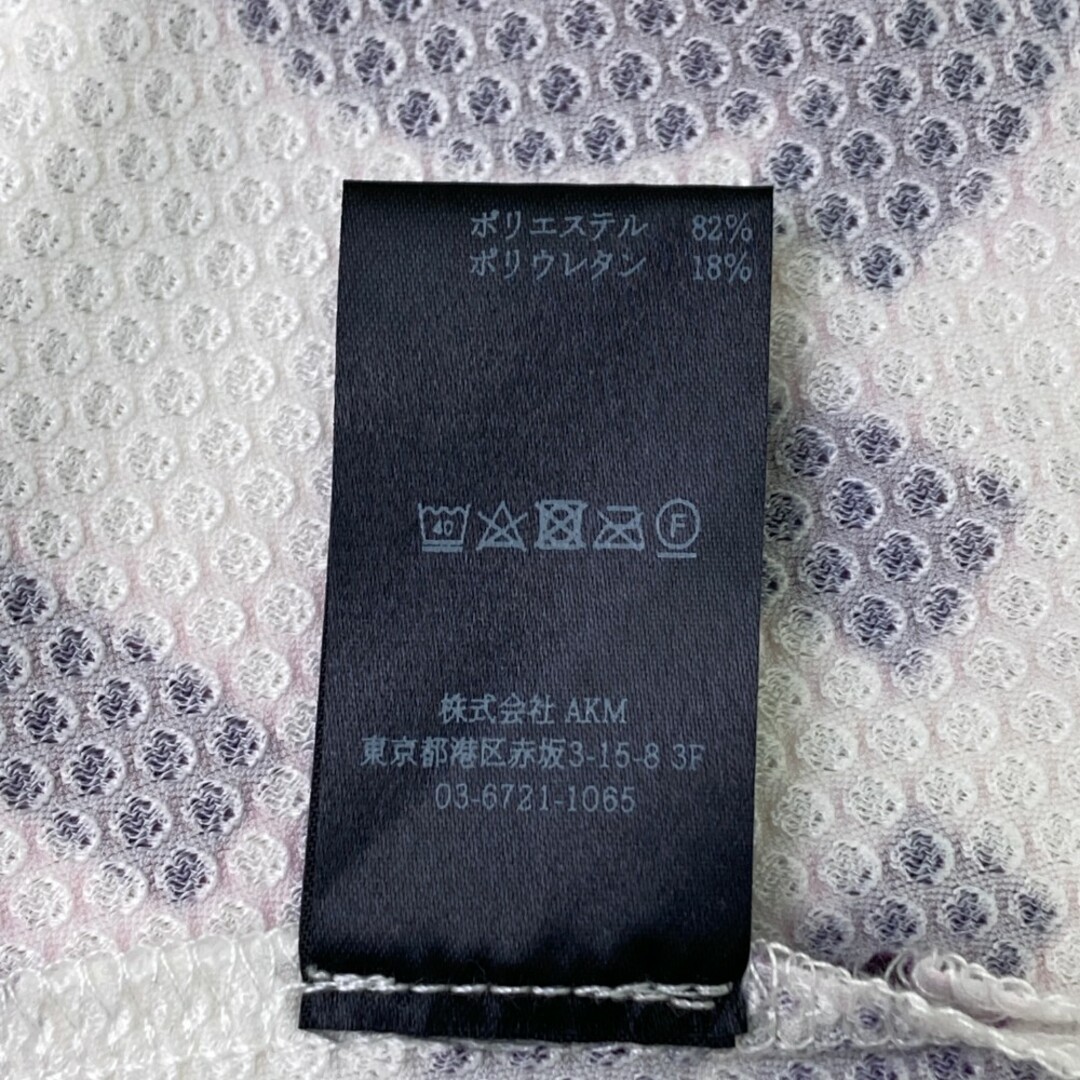 ポリエステル 82%
ポリウレタン 18%
40 F
株式会社 AKM
東京都港区赤坂3-15-8 3F
03-6721-1065